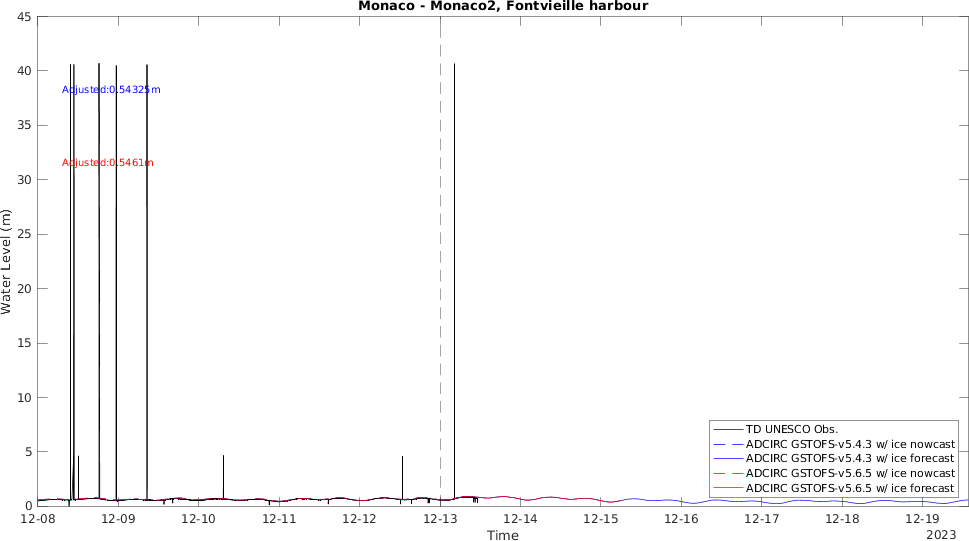 Monaco - Monaco2, Fontvieille harbour
45
40
35
30
25
20
15
10
5
0
Water Level (m)
Adjusted:0.54325m
Adjusted:0.5461m
TD UNESCO Obs.
ADCIRC GSTOFS-v5.4.3 w/ ice nowcast
ADCIRC GSTOFS-v5.4.3 w/ ice forecast
ADCIRC GSTOFS-v5.6.5 w/ ice nowcast
ADCIRC GSTOFS-v5.6.5 w/ ice forecast
12-08 12-09 12-10 12-11 12-12 12-13 12-14 12-15 12-16 12-17 12-18 12-19
Time
2023